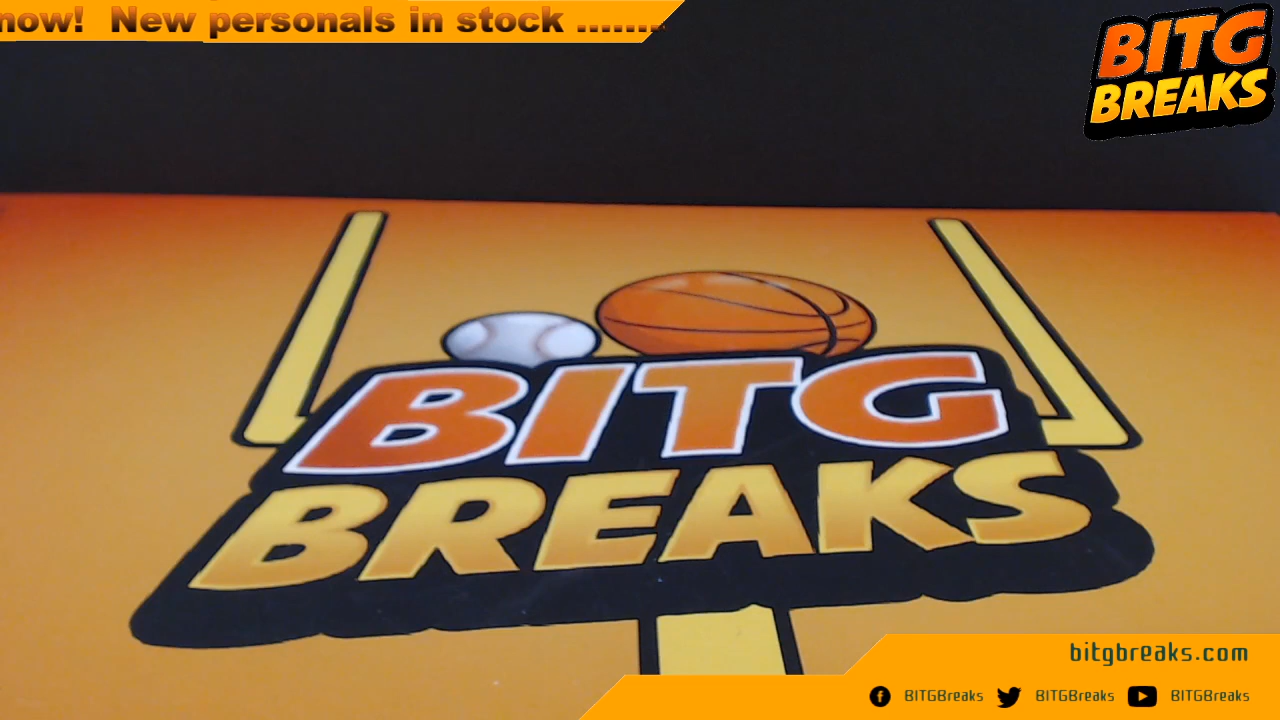 now!  New personals in stock .......
BITG
BREAKS
BITG
BREAKS
bitgbreaks.com
BITGBreaks BITGBreaks BITGBreaks